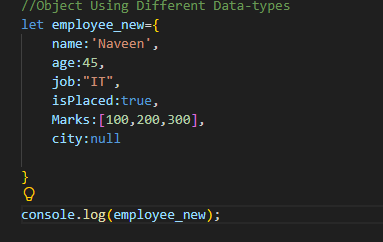 //Object Using Different Data-types
let employee_new={
    name:'Naveen',
    age:45,
    job:"IT",
    isPlaced:true,
    Marks:[100,200,300],
    city:null
}
console.log(employee_new);